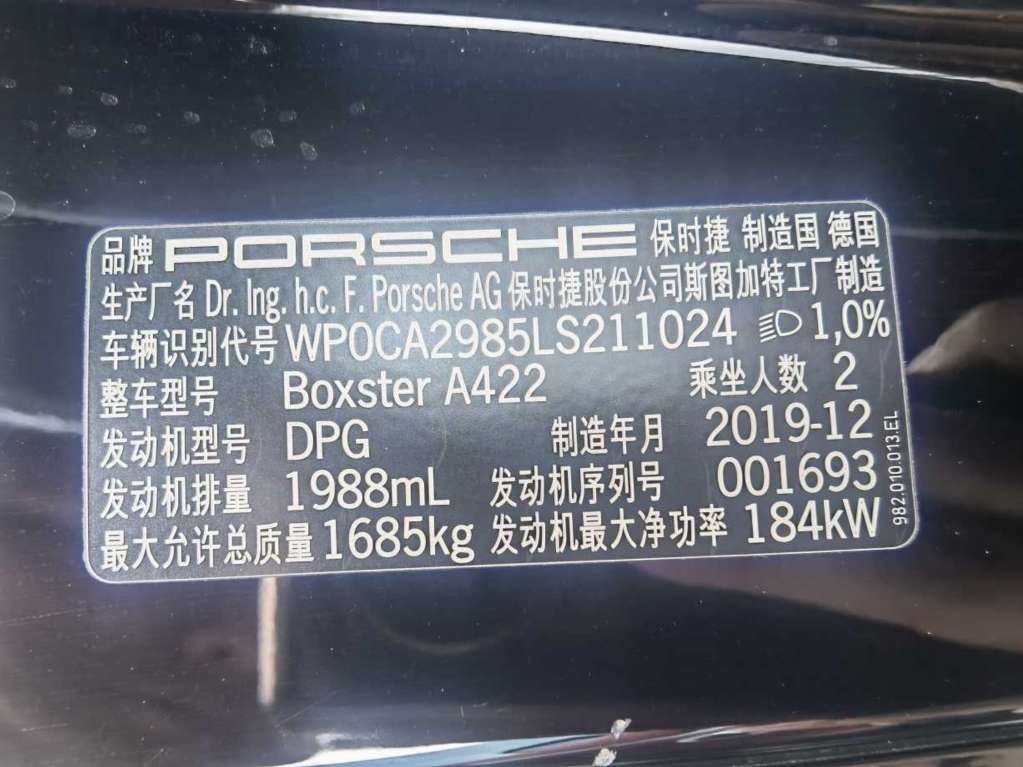 品牌 PORSCHE 保时捷 制造国 德国
生产厂名 Dr. Ing. h.c. F. Porsche AG 保时捷股份公司斯图加特工厂制造
车辆识别代号 WP0CA2985LS211024 1,0%
整车型号 Boxster A422 乘坐人数 2
发动机型号 DPG 制造年月 2019-12
发动机排量 1988mL 发动机序列号 001693
最大允许总质量 1685kg 发动机最大净功率 184kW
982.010.013.EL